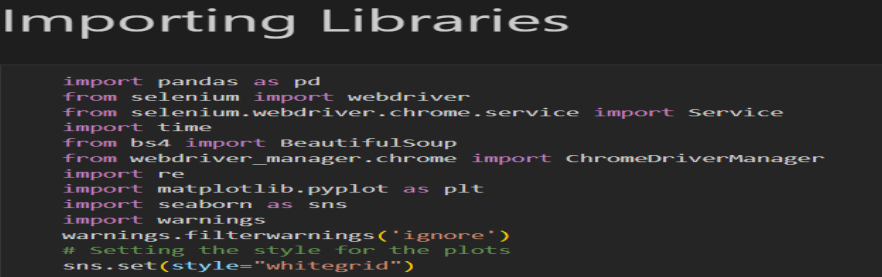 Importing Libraries
import pandas as pd
from selenium import webdriver
from selenium.webdriver.chrome.service import Service
import time
from bs4 import BeautifulSoup
from webdriver_manager.chrome import ChromeDriverManager
import re
import matplotlib.pyplot as plt
import seaborn as sns
import warnings
warnings.filterwarnings('ignore')
# Setting the style for the plots
sns.set(style="whitegrid")